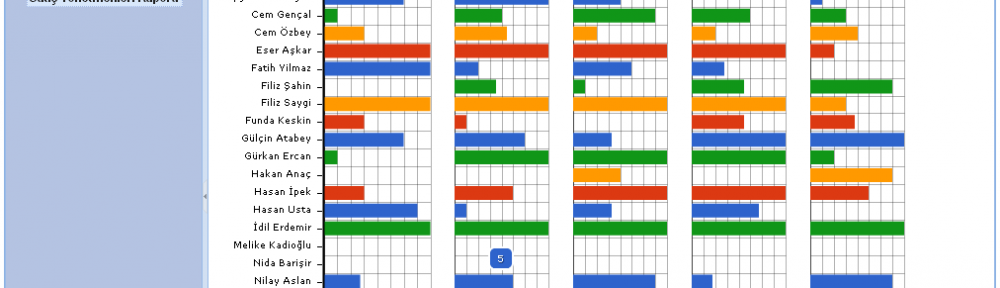 Cem Gençal
Cem Özbey
Eser Aşkar
Fatih Yılmaz
Filiz Şahin
Filiz Saygı
Funda Keskin
Gülçin Atabey
Gürkan Ercan
Hakan Anaç
Hasan İpek
Hasan Usta
İdil Erdemir
Melike Kadıoğlu
Nida Barışır
5
Nilay Aslan